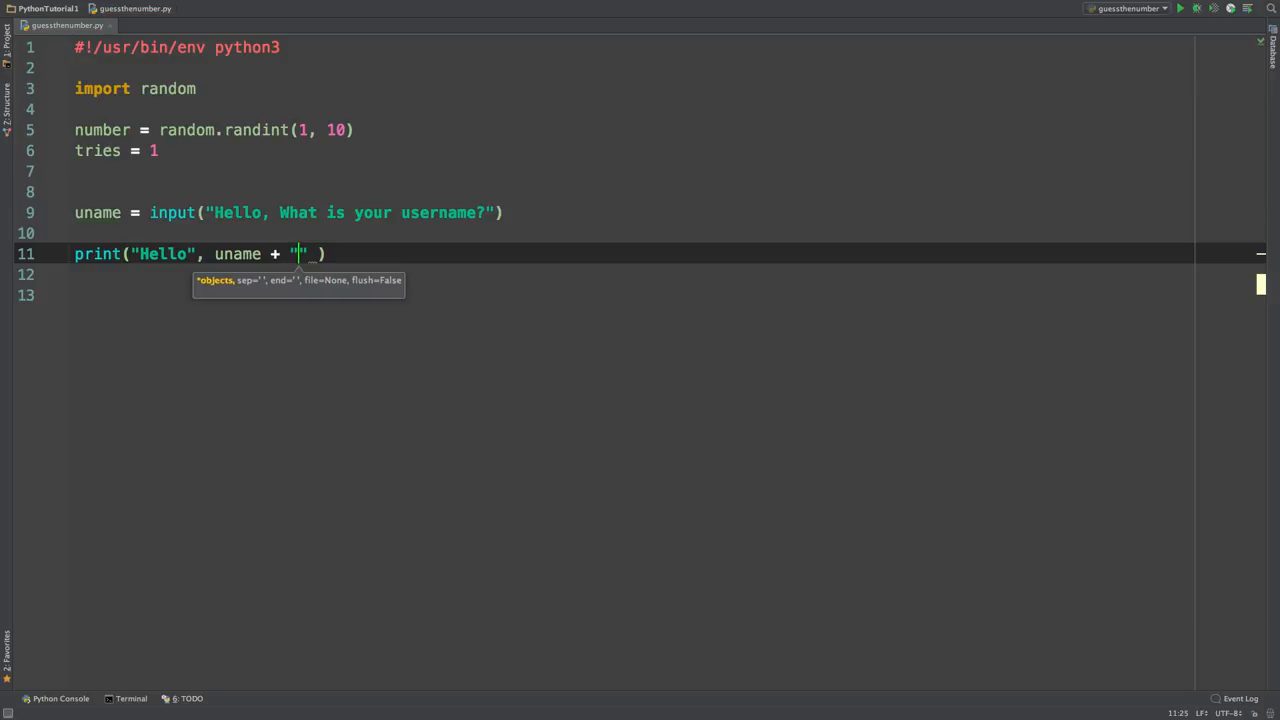 PythonTutorial1 guessthenumber.py guessthenumber
guessthenumber.py
1 #!/usr/bin/env python3
2
3 import random
4
5 number = random.randint(1, 10)
6 tries = 1
7
8
9 uname = input("Hello, What is your username?")
10
11 print("Hello", uname + ""_)
*objects, sep=' ', end=' ', file=None, flush=False
12
13
1: Project
7: Structure
2: Favorites
Database
Python Console Terminal 6: TODO Event Log
11:25 LF÷ UTF-8÷